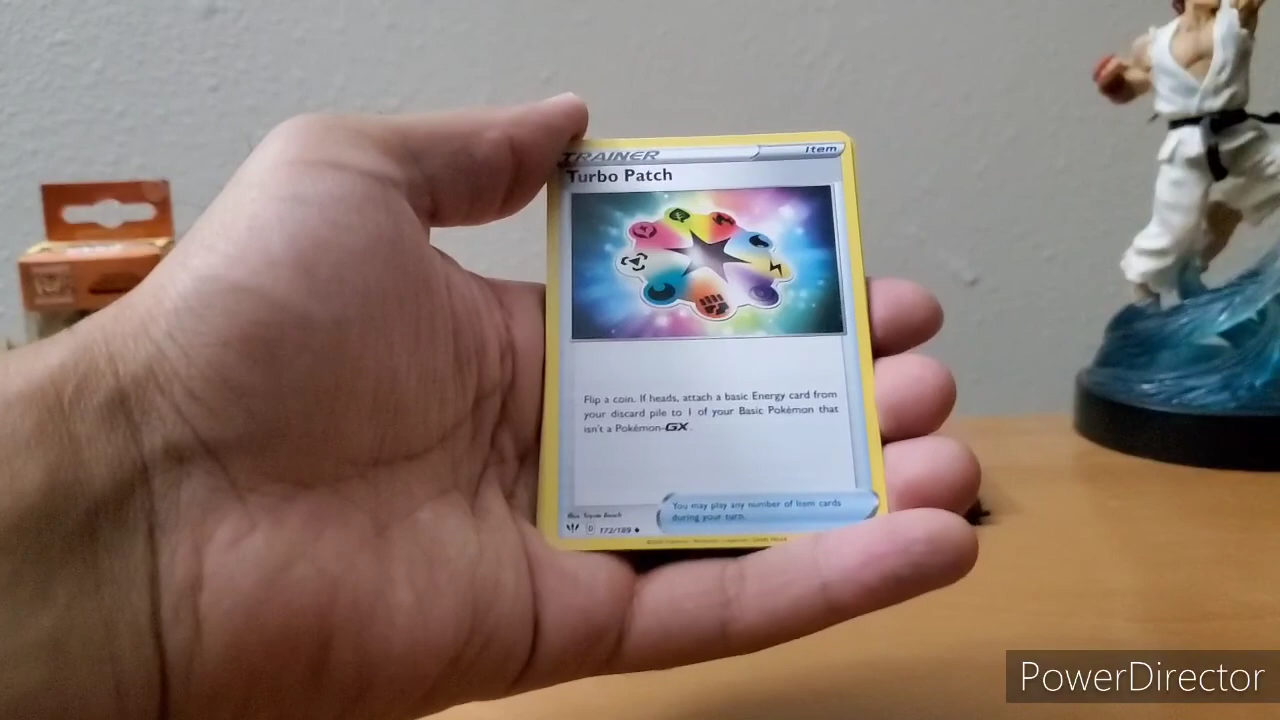 TRAINER
Item
Turbo Patch
Flip a coin. If heads, attach a basic Energy card from
your discard pile to 1 of your Basic Pokémon that
isn't a Pokémon-GX.
You may play any number of Item cards
during your turn.
D 172/189
PowerDirector